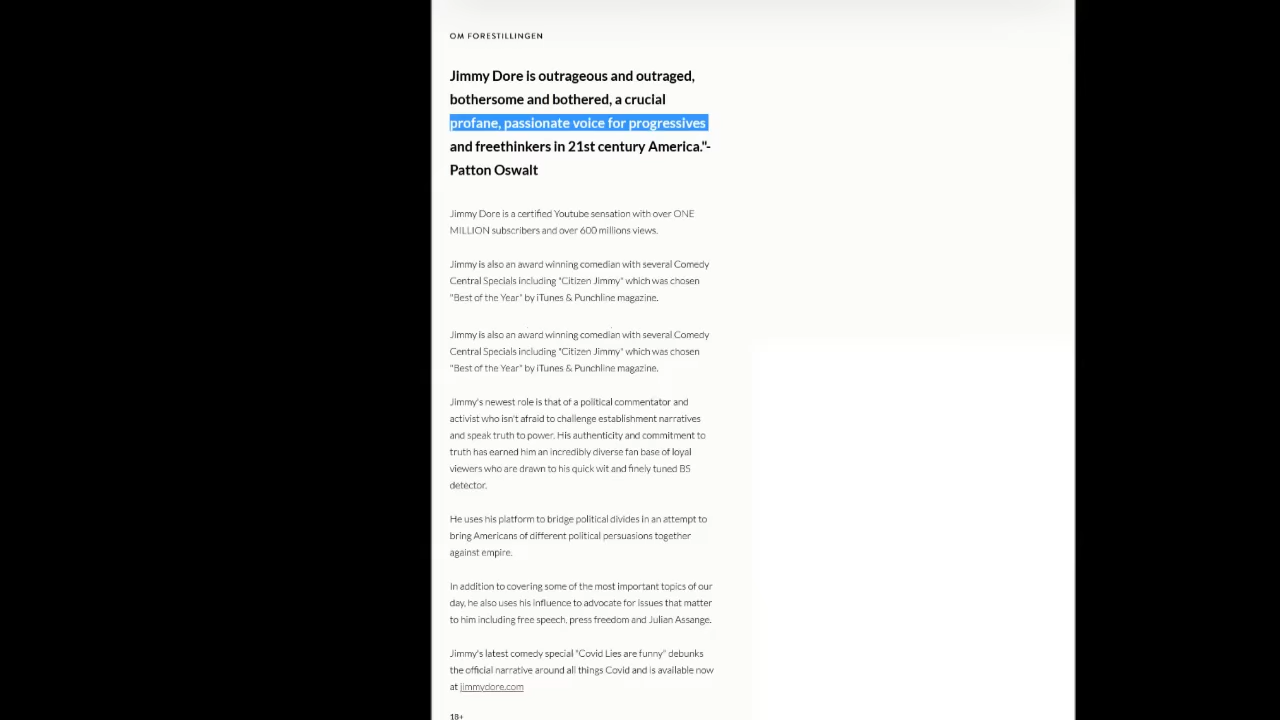 OM FORESTILLINGEN
Jimmy Dore is outrageous and outraged,
bothersome and bothered, a crucial
profane, passionate voice for progressives
and freethinkers in 21st century America."-
Patton Oswalt
Jimmy Dore is a certified Youtube sensation with over ONE
MILLION subscribers and over 600 millions views.
Jimmy is also an award winning comedian with several Comedy
Central Specials including "Citizen Jimmy" which was chosen
"Best of the Year" by iTunes & Punchline magazine.
Jimmy is also an award winning comedian with several Comedy
Central Specials including "Citizen Jimmy" which was chosen
"Best of the Year" by iTunes & Punchline magazine.
Jimmy's newest role is that of a political commentator and
activist who isn't afraid to challenge establishment narratives
and speak truth to power. His authenticity and commitment to
truth has earned him an incredibly diverse fan base of loyal
viewers who are drawn to his quick wit and finely tuned BS
detector.
He uses his platform to bridge political divides in an attempt to
bring Americans of different political persuasions together
against empire.
In addition to covering some of the most important topics of our
day, he also uses his influence to advocate for issues that matter
to him including free speech, press freedom and Julian Assange.
Jimmy's latest comedy special "Covid Lies are funny" debunks
the official narrative around all things Covid and is available now
at jimmydore.com
18+